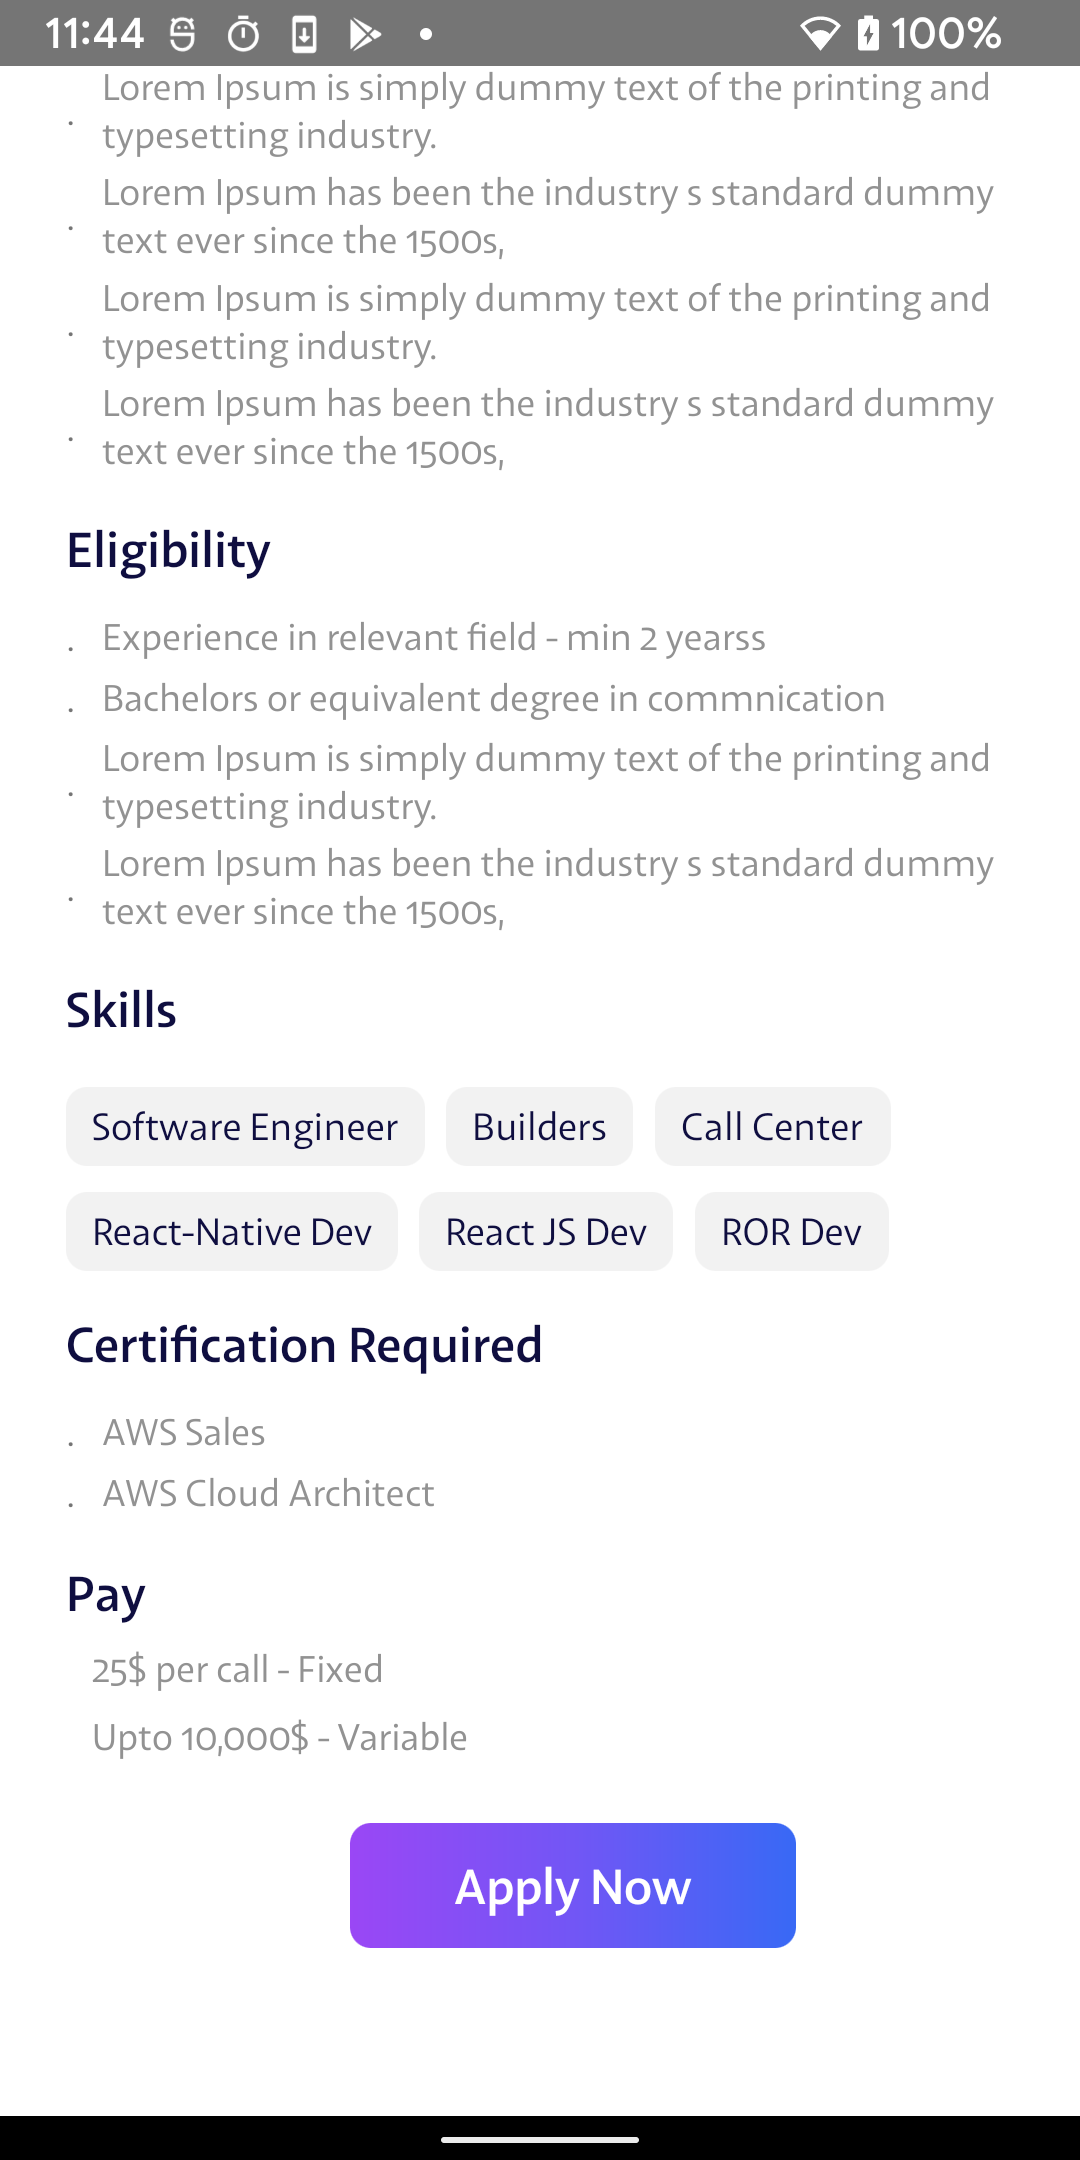 11:44 100%
Lorem Ipsum is simply dummy text of the printing and
. typesetting industry.
Lorem Ipsum has been the industry s standard dummy
. text ever since the 1500s,
Lorem Ipsum is simply dummy text of the printing and
. typesetting industry.
Lorem Ipsum has been the industry s standard dummy
. text ever since the 1500s,
Eligibility
. Experience in relevant field - min 2 yearss
. Bachelors or equivalent degree in commnication
Lorem Ipsum is simply dummy text of the printing and
. typesetting industry.
Lorem Ipsum has been the industry s standard dummy
. text ever since the 1500s,
Skills
Software Engineer Builders Call Center
React-Native Dev React JS Dev ROR Dev
Certification Required
. AWS Sales
. AWS Cloud Architect
Pay
25$ per call - Fixed
Upto 10,000$ - Variable
Apply Now